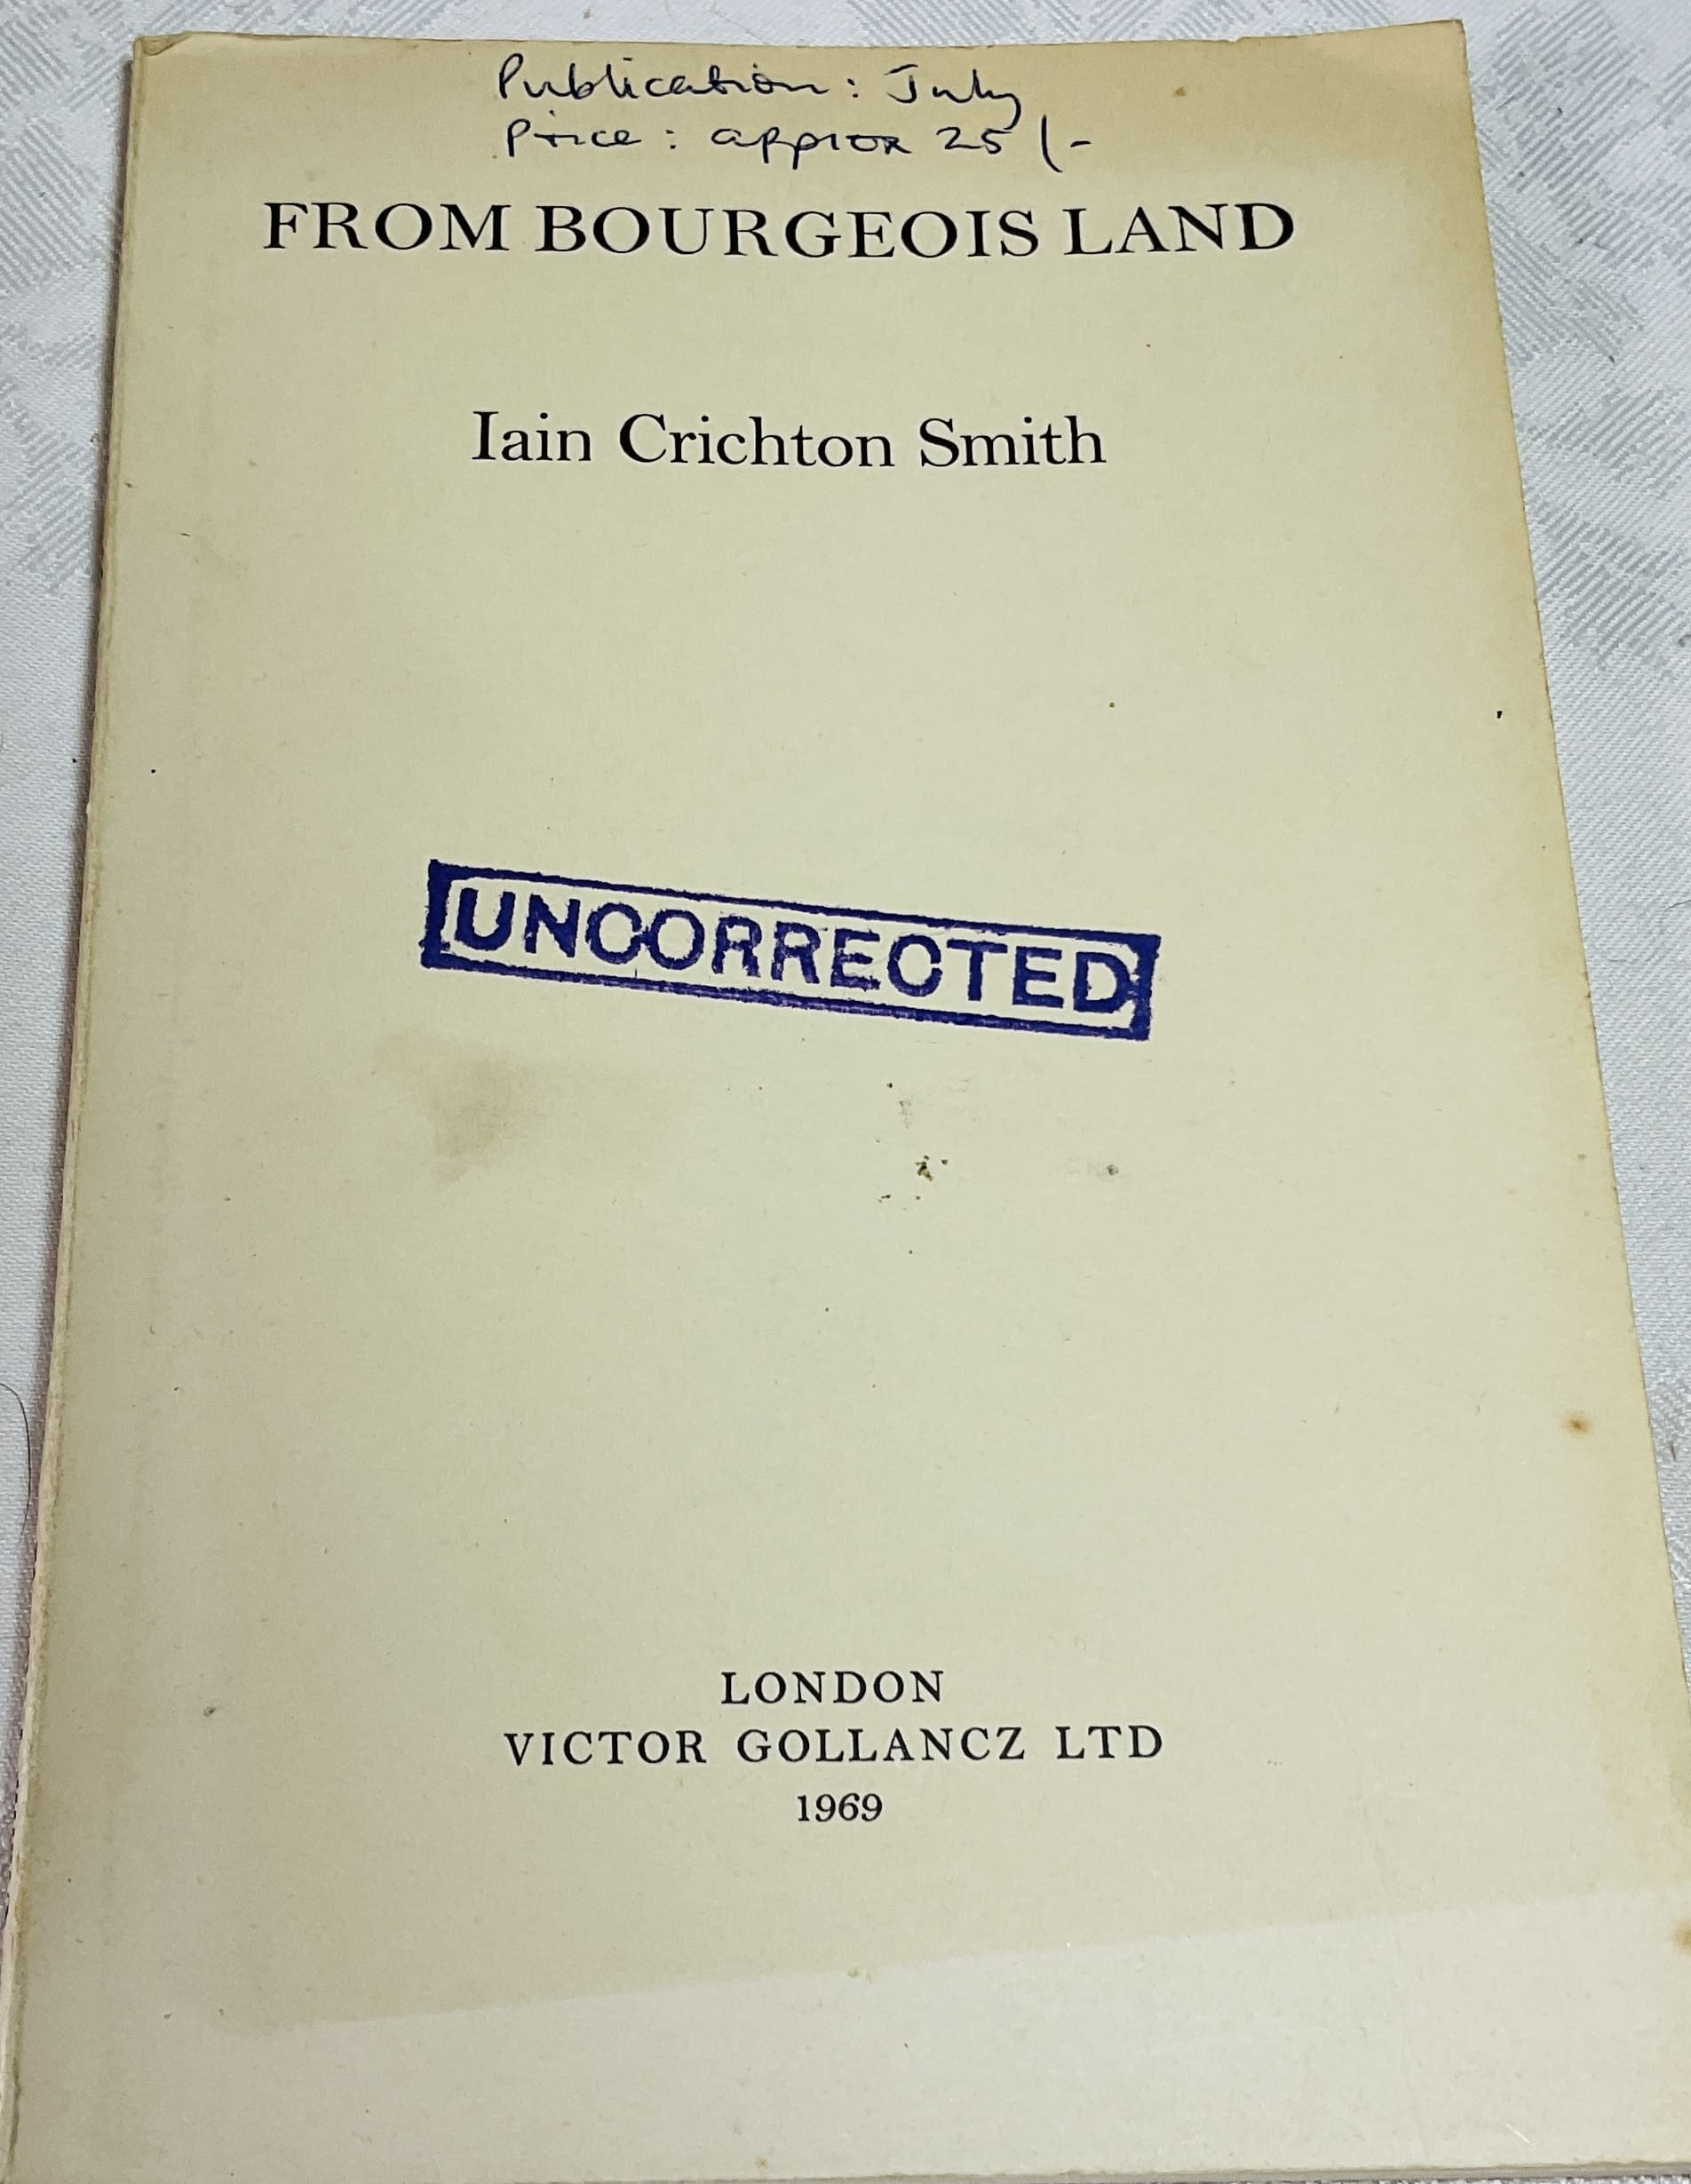 Publication: July
Price: approx 25/-
FROM BOURGEOIS LAND
Iain Crichton Smith
UNCORRECTED
LONDON
VICTOR GOLLANCZ LTD
1969